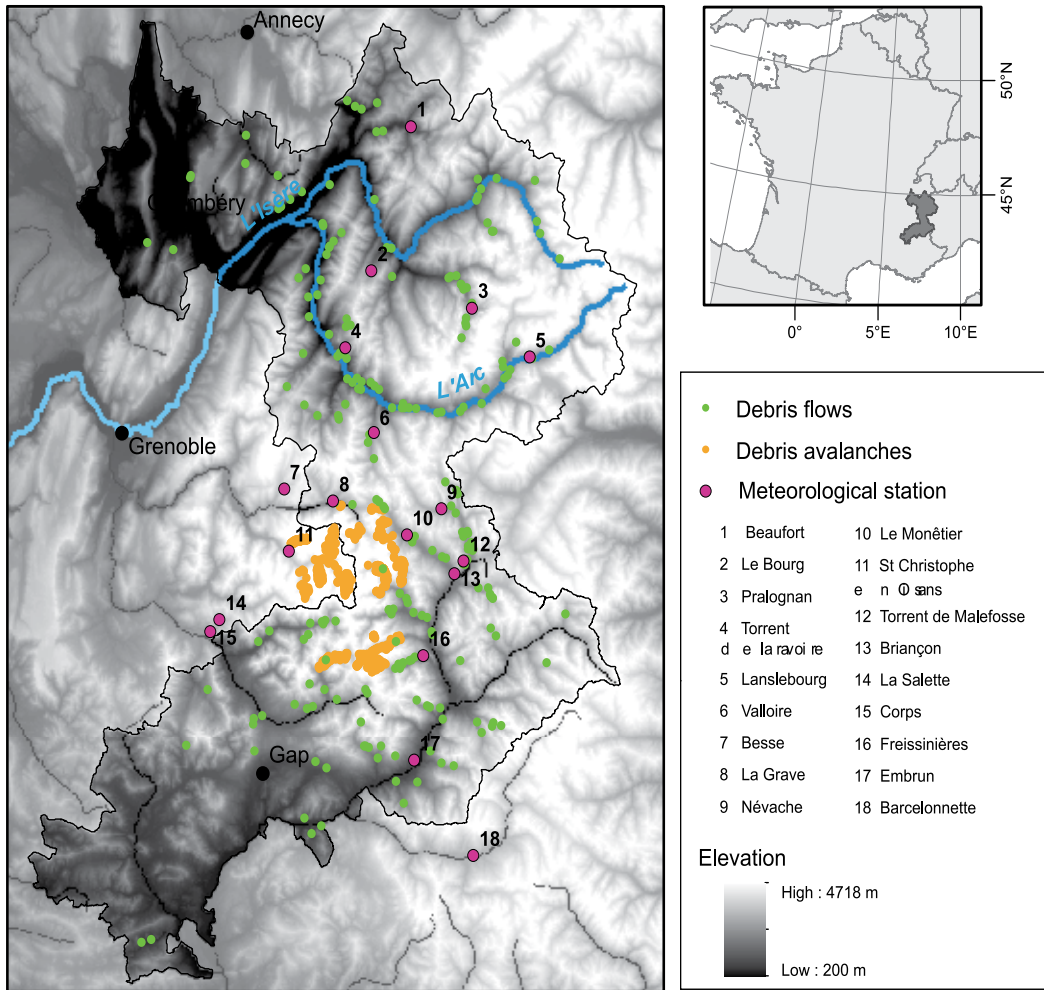 Annecy
1
L'Isère
2
3
4
5
L'Arc
6
Grenoble
7
8
9
10
11
12
13
14
15
16
17
Gap
18
50°N
45°N
0°
5°E
10°E
Debris flows
Debris avalanches
Meteorological station
1 Beaufort
2 Le Bourg
3 Pralognan
4 Torrent
de la ravoire
5 Lanslebourg
6 Valloire
7 Besse
8 La Grave
9 Névache
10 Le Monêtier
11 St Christophe
12 Torrent de Malefosse
13 Briançon
14 La Salette
15 Corps
16 Freissinières
17 Embrun
18 Barcelonnette
Elevation
High : 4718 m
Low : 200 m